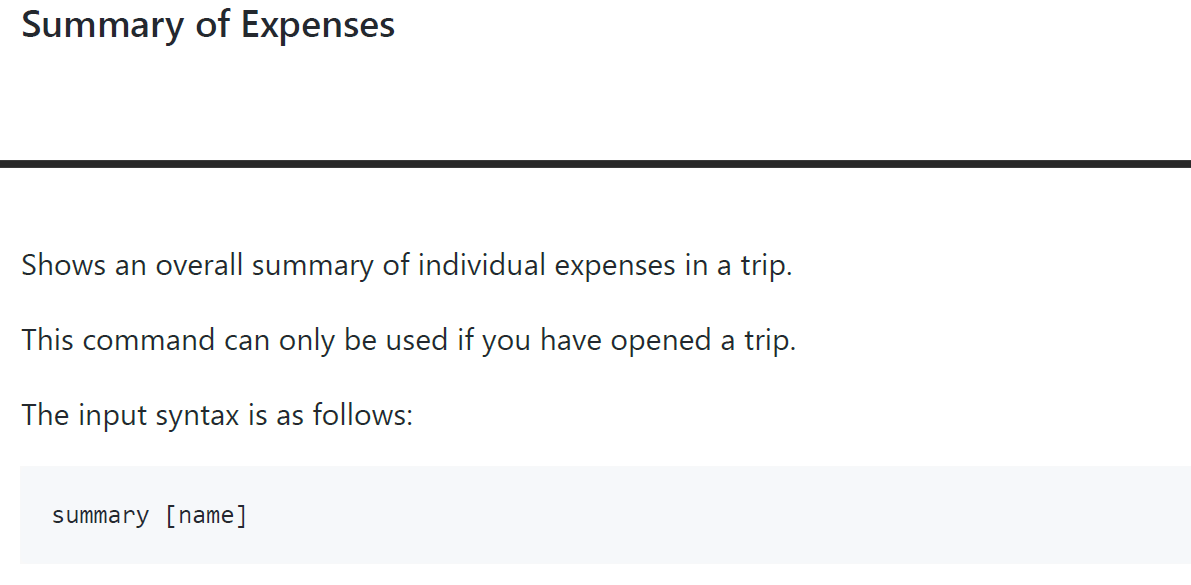 Summary of Expenses
Shows an overall summary of individual expenses in a trip.
This command can only be used if you have opened a trip.
The input syntax is as follows:
summary [name]